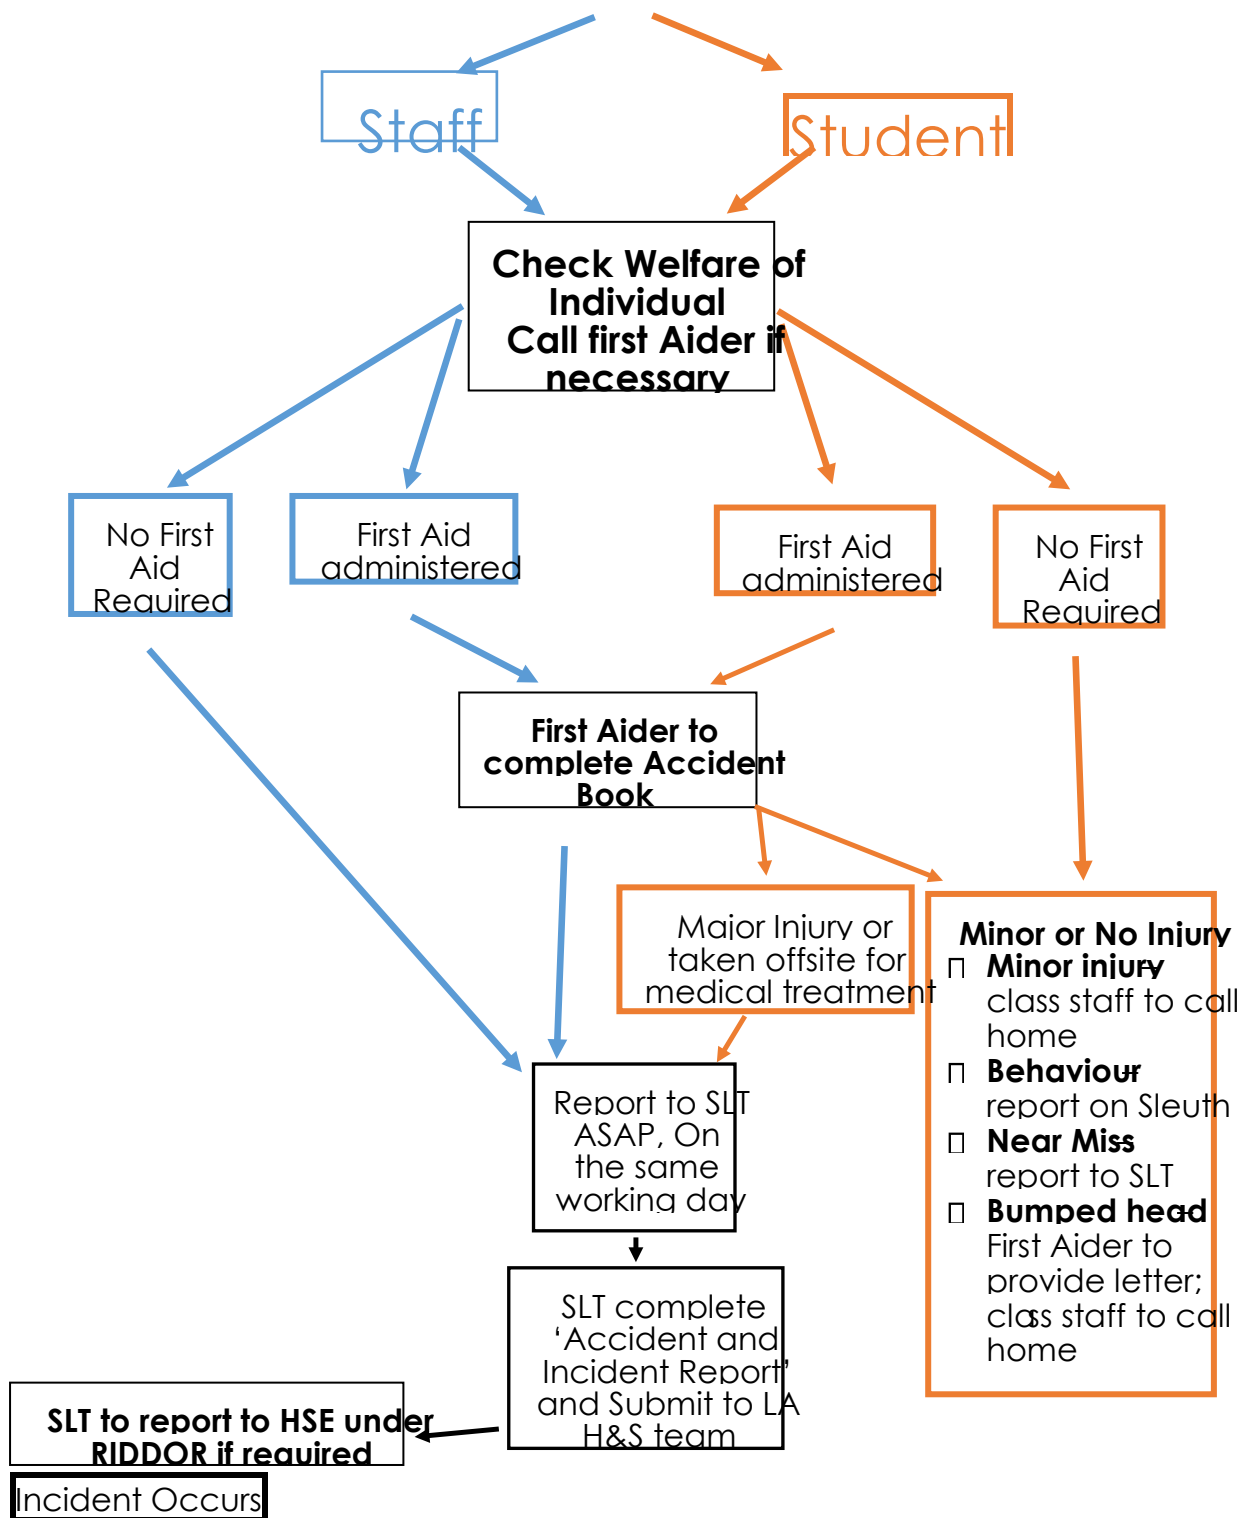 Staff
Student
Check Welfare of
Individual
Call first Aider if
necessary
No First
Aid
Required
First Aid
administered
First Aid
administered
No First
Aid
Required
First Aider to
complete Accident
Book
Major Injury or
taken offsite for
medical treatment
Minor or No Injury
Minor injury –
class staff to call
home
Behaviour –
report on Sleuth
Near Miss –
report to SLT
Bumped head –
First Aider to
provide letter;
class staff to call
home
Report to SLT
ASAP, On
the same
working day
SLT complete
‘Accident and
Incident Report’
and Submit to LA
H&S team
SLT to report to HSE under
RIDDOR if required
Incident Occurs